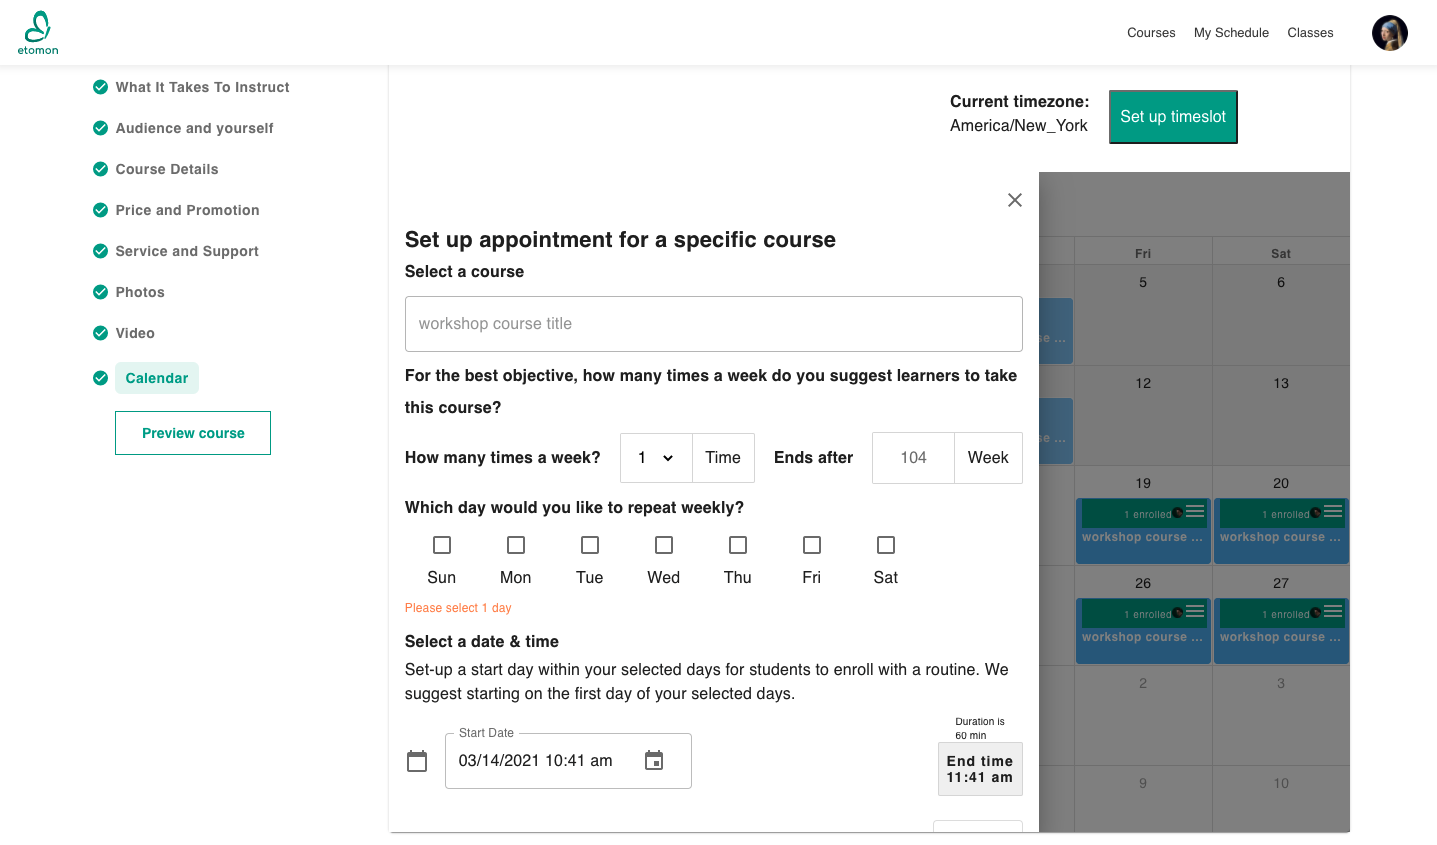 etomon
Courses My Schedule Classes
What It Takes To Instruct
Audience and yourself
Course Details
Price and Promotion
Service and Support
Photos
Video
Calendar
Preview course
Current timezone:
America/New_York
Set up timeslot
Set up appointment for a specific course
Select a course
workshop course title
For the best objective, how many times a week do you suggest learners to take
this course?
How many times a week? 1 Time Ends after 104 Week
Which day would you like to repeat weekly?
Sun Mon Tue Wed Thu Fri Sat
Please select 1 day
Select a date & time
Set-up a start day within your selected days for students to enroll with a routine. We
suggest starting on the first day of your selected days.
Start Date
03/14/2021 10:41 am
Duration is
60 min
End time
11:41 am
Fri Sat
5 6
se ...
12 13
se ...
19 20
1 enrolled 1 enrolled
workshop course ... workshop course ...
26 27
1 enrolled 1 enrolled
workshop course ... workshop course ...
2 3
9 10